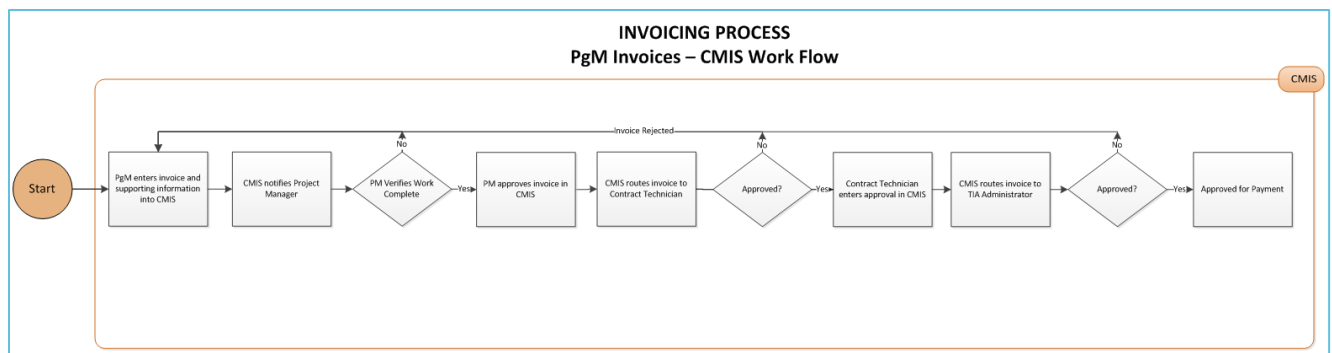 INVOICING PROCESS
PgM Invoices – CMIS Work Flow
CMIS
Invoice Rejected
No
No
No
Start
PgM enters invoice and
supporting information
into CMIS
CMIS notifies Project
Manager
PM Verifies Work
Complete
Yes
PM approves invoice in
CMIS
CMIS routes invoice to
Contract Technician
Approved?
Yes
Contract Technician
enters approval in CMIS
CMIS routes invoice to
TIA Administrator
Approved?
Yes
Approved for Payment